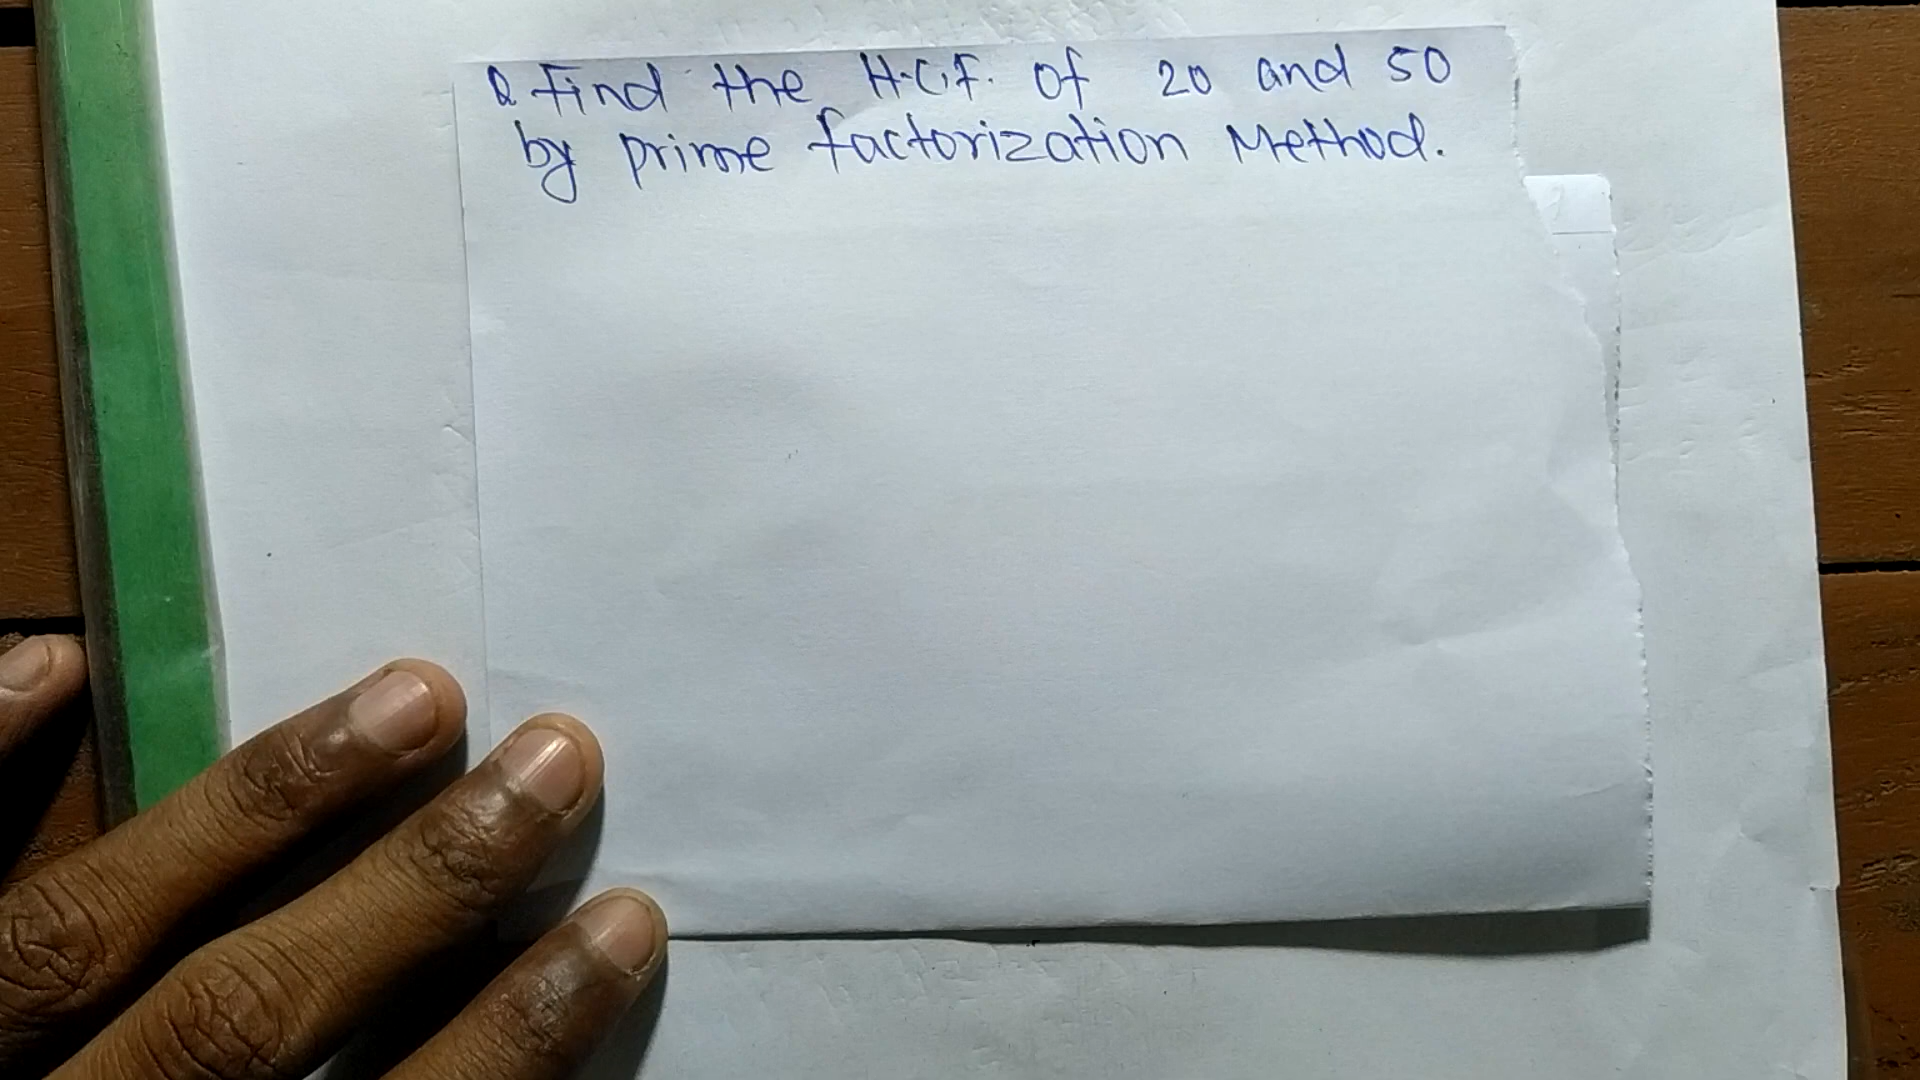 Q Find the H.C.F. of 20 and 50
by prime factorization Method.